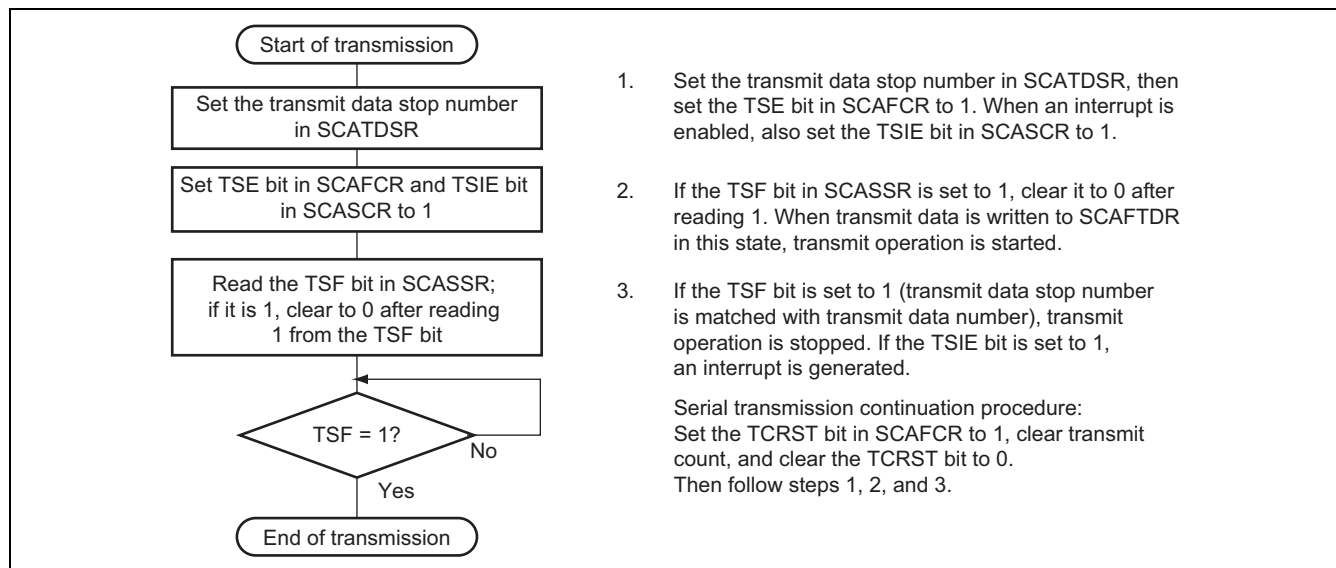 Start of transmission
Set the transmit data stop number
in SCATDSR
Set TSE bit in SCAFCR and TSIE bit
in SCASCR to 1
Read the TSF bit in SCASSR;
if it is 1, clear to 0 after reading
1 from the TSF bit
TSF = 1?
No
Yes
End of transmission
1. Set the transmit data stop number in SCATDSR, then
set the TSE bit in SCAFCR to 1. When an interrupt is
enabled, also set the TSIE bit in SCASCR to 1.
2. If the TSF bit in SCASSR is set to 1, clear it to 0 after
reading 1. When transmit data is written to SCAFTDR
in this state, transmit operation is started.
3. If the TSF bit is set to 1 (transmit data stop number
is matched with transmit data number), transmit
operation is stopped. If the TSIE bit is set to 1,
an interrupt is generated.
Serial transmission continuation procedure:
Set the TCRST bit in SCAFCR to 1, clear transmit
count, and clear the TCRST bit to 0.
Then follow steps 1, 2, and 3.